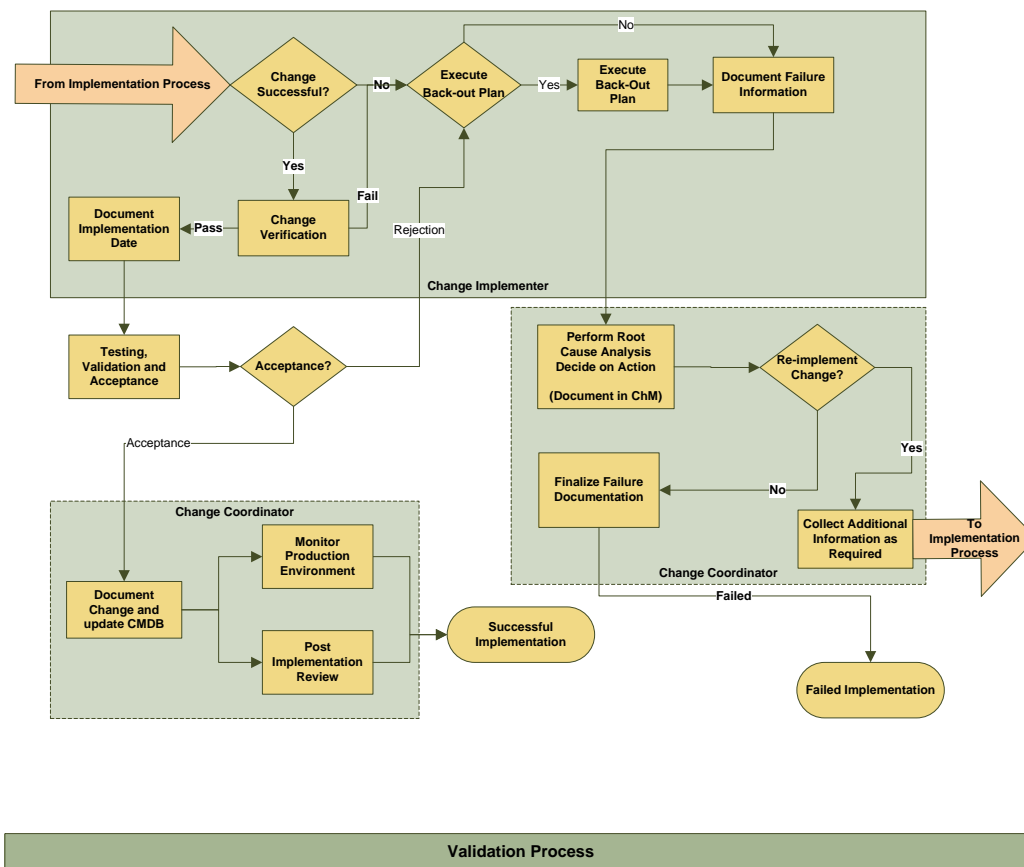 No
From Implementation Process
Change
Successful?
No
Execute
Back-out Plan
Yes
Execute
Back-Out
Plan
Document Failure
Information
Yes
Fail
Document
Implementation
Date
Pass
Change
Verification
Rejection
Change Implementer
Testing,
Validation and
Acceptance
Acceptance?
Perform Root
Cause Analysis
Decide on Action
(Document in ChM)
Re-implement
Change?
Acceptance
Yes
Finalize Failure
Documentation
No
Collect Additional
Information as
Required
To
Implementation
Process
Change Coordinator
Change Coordinator
Monitor
Production
Environment
Document
Change and
update CMDB
Post
Implementation
Review
Successful
Implementation
Failed
Failed Implementation
Validation Process